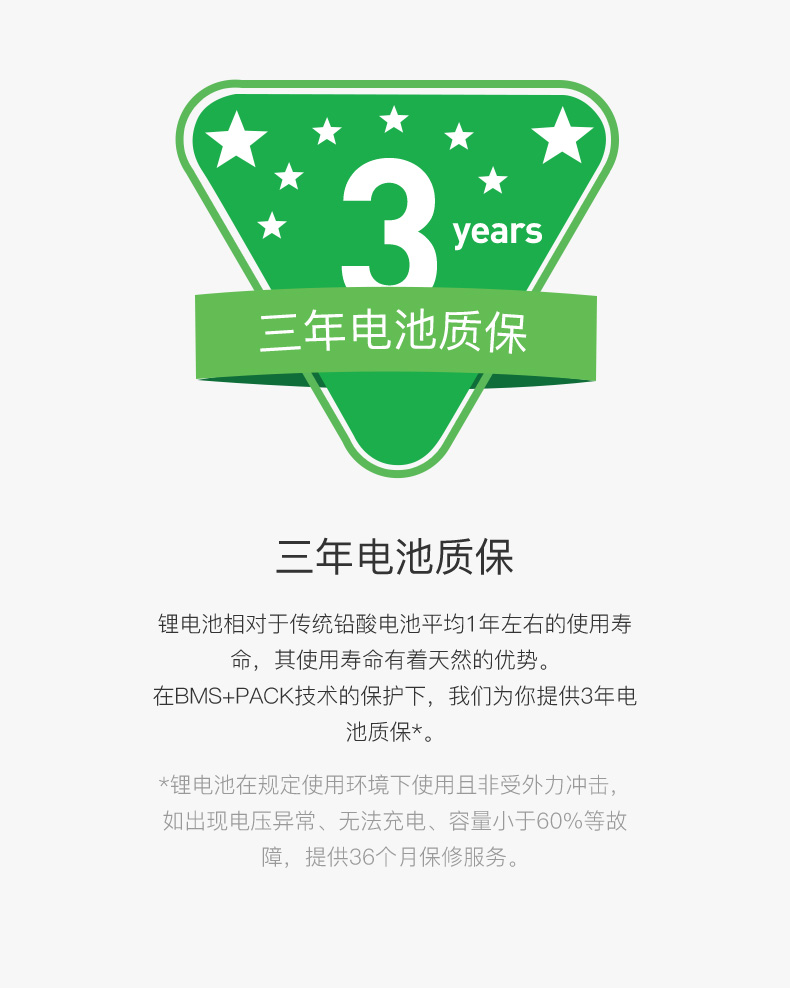 3
years
三年电池质保
三年电池质保
锂电池相对于传统铅酸电池平均1年左右的使用寿
命，其使用寿命有着天然的优势。
在BMS+PACK技术的保护下，我们为你提供3年电
池质保*。
*锂电池在规定使用环境下使用且非受外力冲击，
如出现电压异常、无法充电、容量小于60%等故
障，提供36个月保修服务。